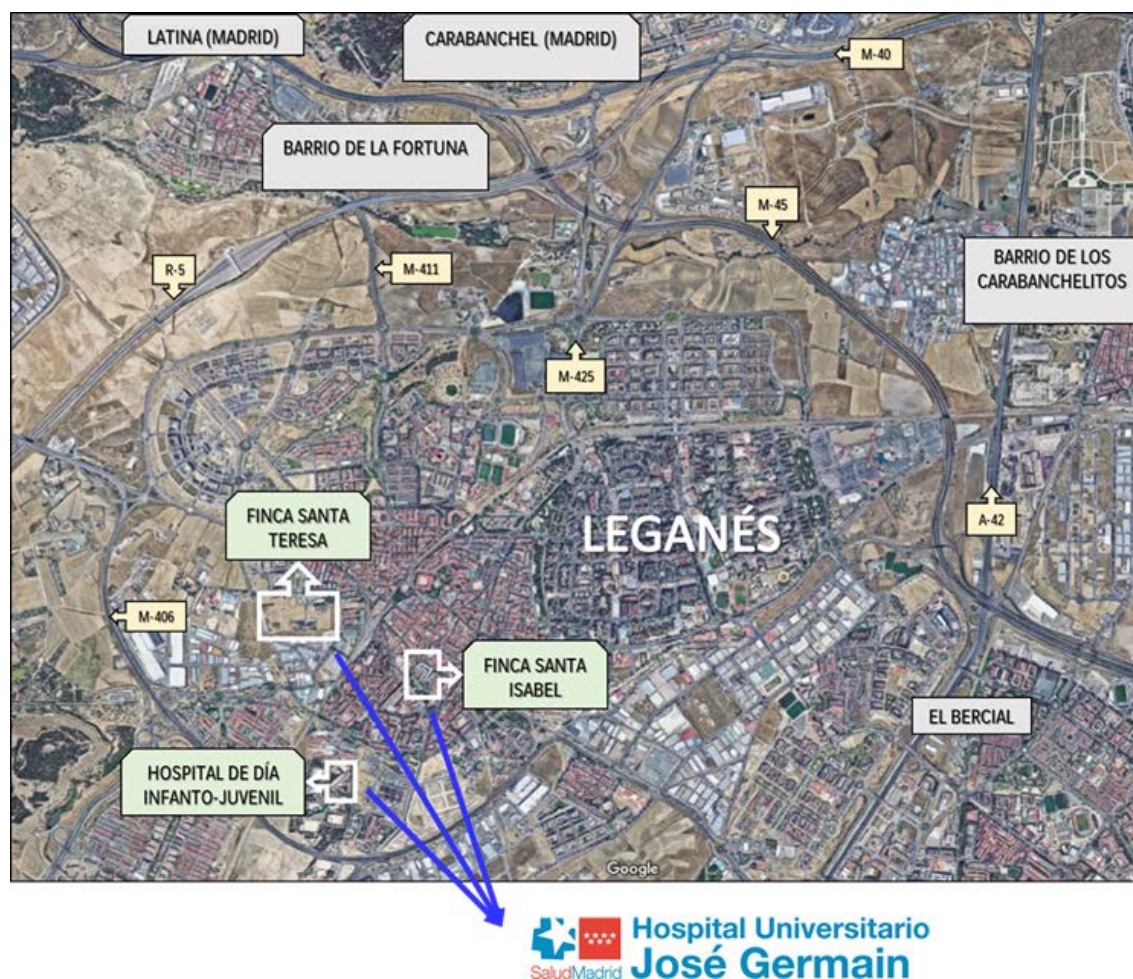 LATINA (MADRID)
CARABANCHEL (MADRID)
M-40
BARRIO DE LA FORTUNA
M-45
R-5
M-411
BARRIO DE LOS
CARABANCHELITOS
M-425
FINCA SANTA
TERESA
LEGANÉS
A-42
M-406
FINCA SANTA
ISABEL
EL BERCIAL
HOSPITAL DE DÍA
INFANTO-JUVENIL
Google
SaludMadrid
Hospital Universitario
José Germain